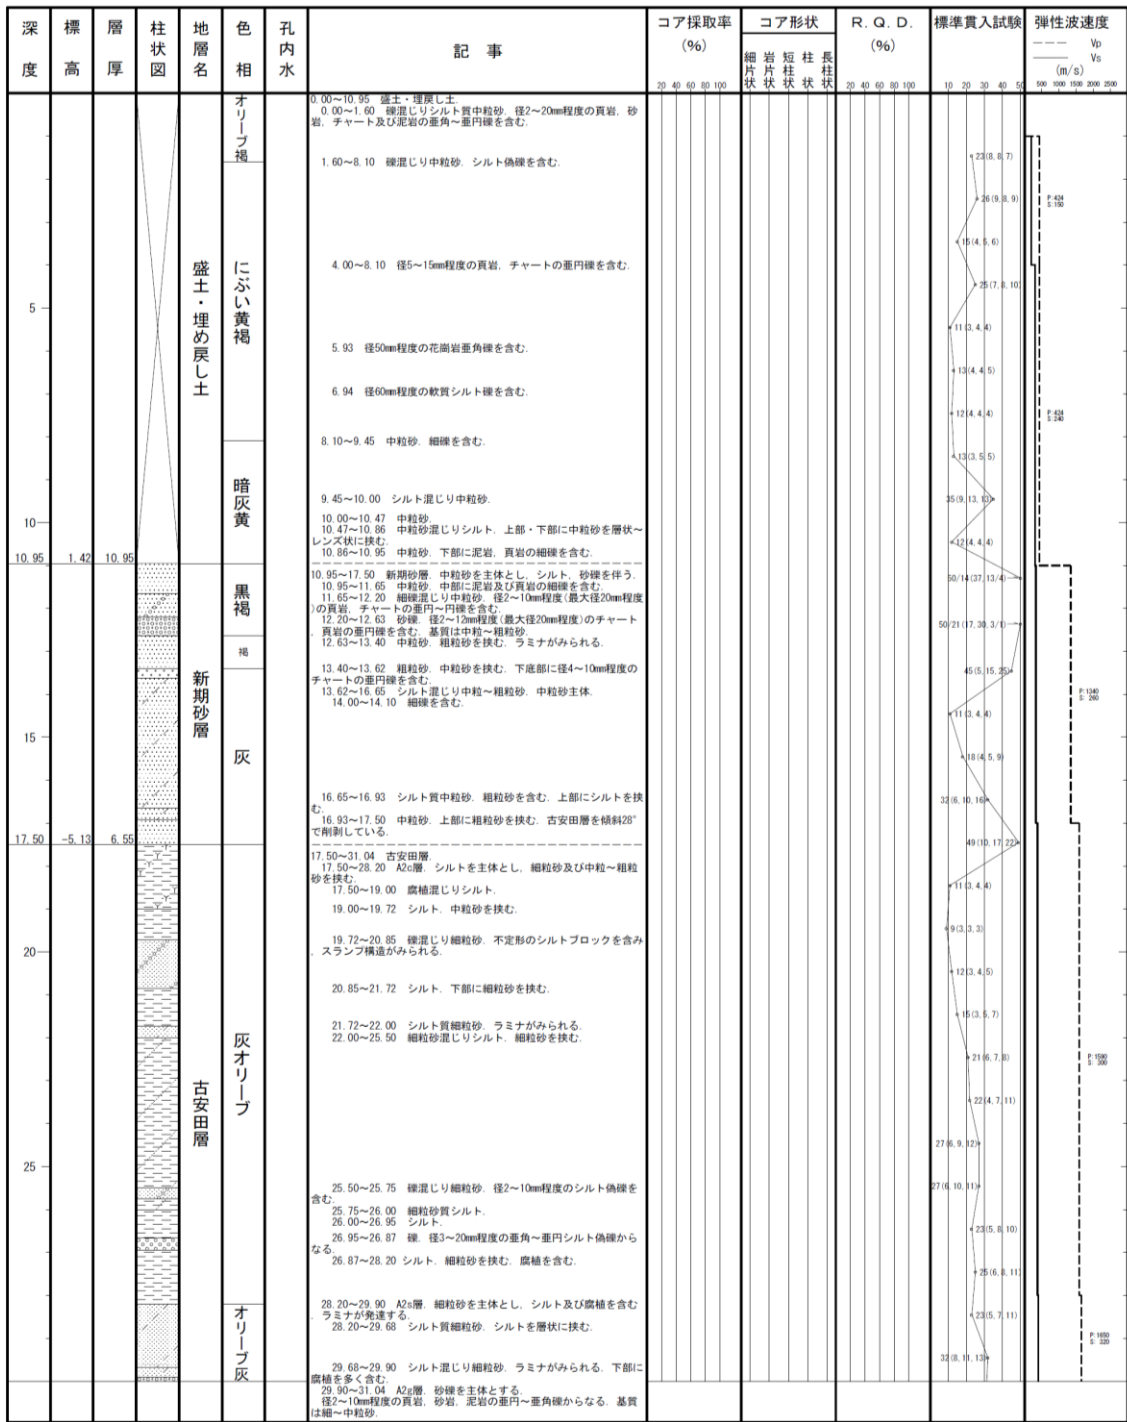 深度
標高
層厚
柱状図
地層名
色相
孔内水
記 事
コア採取率
(%)
20 40 60 80 100
コア形状
細片状
岩片状
短柱状
柱状
長柱状
R. Q. D.
(%)
20 40 60 80 100
標準貫入試験
10 20 30 40 50
弾性波速度
Vp
Vs
(m/s)
500 1000 1500 2000 2500
5
10
10.95 1.42 10.95
15
17.50 -5.13 6.55
20
25
盛土・埋め戻し土
新期砂層
古安田層
オリーブ褐
にぶい黄褐
暗灰黄
黒褐
褐
灰
灰オリーブ
オリーブ灰
0.00～10.95 盛土・埋戻し土.
0.00～1.60 礫混じりシルト質中粒砂. 径2～20mm程度の頁岩, 砂
岩, チャート及び泥岩の亜角～亜円礫を含む.
1.60～8.10 礫混じり中粒砂. シルト偽礫を含む.
4.00～8.10 径5～15mm程度の頁岩, チャートの亜円礫を含む.
5.93 径50mm程度の花崗岩亜角礫を含む.
6.94 径60mm程度の軟質シルト礫を含む.
8.10～9.45 中粒砂. 細礫を含む.
9.45～10.00 シルト混じり中粒砂.
10.00～10.47 中粒砂.
10.47～10.86 中粒砂混じりシルト. 上部・下部に中粒砂を層状～
レンズ状に挟む.
10.86～10.95 中粒砂. 下部に泥岩, 頁岩の細礫を含む.
10.95～17.50 新期砂層. 中粒砂を主体とし, シルト, 砂礫を伴う.
10.95～11.65 中粒砂. 中部に泥岩及び頁岩の細礫を含む.
11.65～12.20 細礫混じり中粒砂. 径2～10mm程度(最大径20mm程度
)の頁岩, チャートの亜円～円礫を含む.
12.20～12.63 砂礫. 径2～12mm程度(最大径20mm程度)のチャート
, 頁岩の亜円礫を含む. 基質は中粒～粗粒砂.
12.63～13.40 中粒砂. 粗粒砂を挟む. ラミナがみられる.
13.40～13.62 粗粒砂. 中粒砂を挟む. 下底部に径4～10mm程度の
チャートの亜円礫を含む.
13.62～16.65 シルト混じり中粒～粗粒砂. 中粒砂主体.
14.00～14.10 細礫を含む.
16.65～16.93 シルト質中粒砂. 粗粒砂を含む. 上部にシルトを挟
む.
16.93～17.50 中粒砂. 上部に粗粒砂を挟む. 古安田層を傾斜28°
で削剥している.
17.50～31.04 古安田層.
17.50～28.20 A2c層. シルトを主体とし, 細粒砂及び中粒～粗粒
砂を挟む.
17.50～19.00 腐植混じりシルト.
19.00～19.72 シルト. 中粒砂を挟む.
19.72～20.85 礫混じり細粒砂. 不定形のシルトブロックを含み
, スランプ構造がみられる.
20.85～21.72 シルト. 下部に細粒砂を挟む.
21.72～22.00 シルト質細粒砂. ラミナがみられる.
22.00～25.50 細粒砂混じりシルト. 細粒砂を挟む.
25.50～25.75 礫混じり細粒砂. 径2～10mm程度のシルト偽礫を
含む.
25.75～26.00 細粒砂質シルト.
26.00～26.95 シルト.
26.95～26.87 礫. 径3～20mm程度の亜角～亜円シルト偽礫から
なる.
26.87～28.20 シルト. 細粒砂を挟む. 腐植を含む.
28.20～29.90 A2s層. 細粒砂を主体とし, シルト及び腐植を含む
. ラミナが発達する.
28.20～29.68 シルト質細粒砂. シルトを層状に挟む.
29.68～29.90 シルト混じり細粒砂. ラミナがみられる. 下部に
腐植を多く含む.
29.90～31.04 A2g層. 砂礫を主体とする.
径2～10mm程度の頁岩, 砂岩, 泥岩の亜円～亜角礫からなる. 基質
は細～中粒砂.
23(8,8,7)
26(9,8,9)
15(4,5,6)
25(7,8,10)
11(3,4,4)
13(4,4,5)
12(4,4,4)
13(3,5,5)
35(9,13,13)
12(4,4,4)
50/14(37,13/4)
50/21(17,30,3/1)
45(5,15,25)
11(3,4,4)
18(4,5,9)
32(6,10,16)
49(10,17,22)
11(3,4,4)
9(3,3,3)
12(3,4,5)
15(3,5,7)
21(6,7,8)
22(4,7,11)
27(6,9,12)
27(6,10,11)
23(5,8,10)
25(6,8,11)
23(5,7,11)
32(8,11,13)
P:424
S:150
P:424
S:240
P:1340
S: 260
P:1590
S: 300
P:1650
S: 320